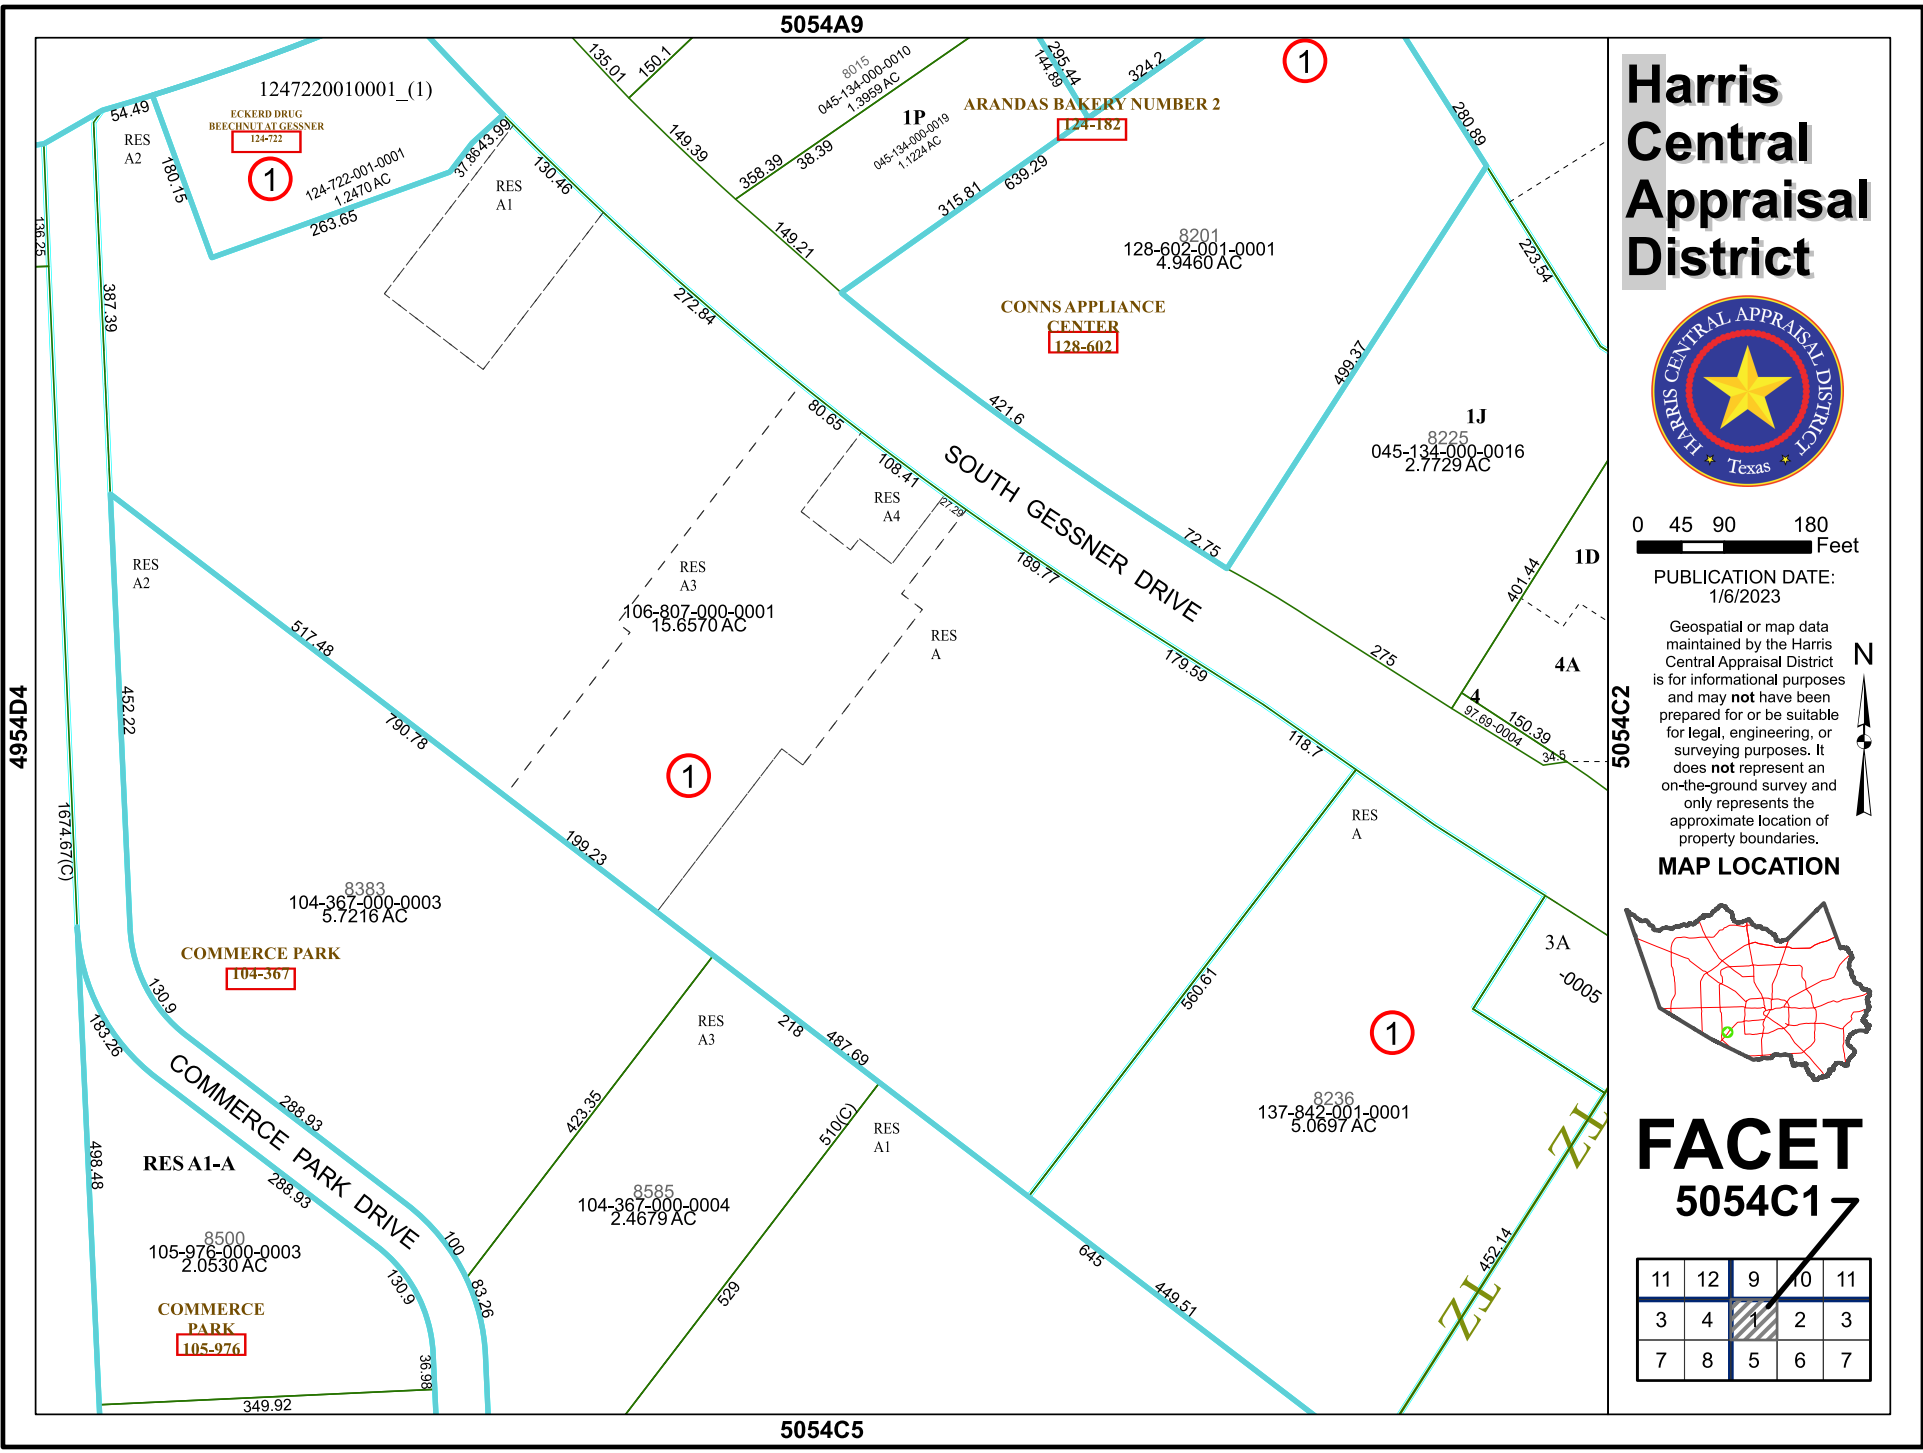 5054A9
4954D4
5054C2
5054C5
54.49
RES
A2
1247220010001_(1)
ECKERD DRUG
BEECHNUT AT GESSNER
124-722
1
124-722-001-0001
1.2470 AC
180.15
263.65
37.86
43.99
RES
A1
130.46
136.25
387.39
272.84
135.01
150.1
149.39
8015
045-134-000-0010
1.3959 AC
1P
045-134-000-0019
1.1224 AC
358.39
38.39
149.21
295.44
144.89
324.2
ARANDAS BAKERY NUMBER 2
124-182
315.81
639.29
1
280.89
223.54
8201
128-602-001-0001
4.9460 AC
CONNS APPLIANCE
CENTER
128-602
499.37
421.6
72.75
1J
8225
045-134-000-0016
2.7729 AC
401.44
1D
4A
4
275
150.39
97.69
-0004
34.5
SOUTH GESSNER DRIVE
80.65
108.41
27.29
189.77
179.59
118.7
RES
A4
RES
A3
106-807-000-0001
15.6570 AC
RES
A
1
RES
A2
517.48
790.78
199.23
452.22
1674.67(C)
8383
104-367-000-0003
5.7216 AC
COMMERCE PARK
104-367
130.9
183.26
COMMERCE PARK DRIVE
288.93
288.93
498.48
RES A1-A
8500
105-976-000-0003
2.0530 AC
COMMERCE
PARK
105-976
130.9
36.98
349.92
100
83.26
423.35
RES
A3
218
487.69
510(C)
RES
A1
8585
104-367-000-0004
2.4679 AC
529
645
449.51
560.61
RES
A
1
3A
-0005
8236
137-842-001-0001
5.0697 AC
452.14
Harris
Central
Appraisal
District
HARRIS CENTRAL APPRAISAL DISTRICT
Texas
0 45 90 180
Feet
PUBLICATION DATE:
1/6/2023
Geospatial or map data
maintained by the Harris
Central Appraisal District
is for informational purposes
and may not have been
prepared for or be suitable
for legal, engineering, or
surveying purposes. It
does not represent an
on-the-ground survey and
only represents the
approximate location of
property boundaries.
N
MAP LOCATION
FACET
5054C1
11 12 9 10 11
3 4 1 2 3
7 8 5 6 7